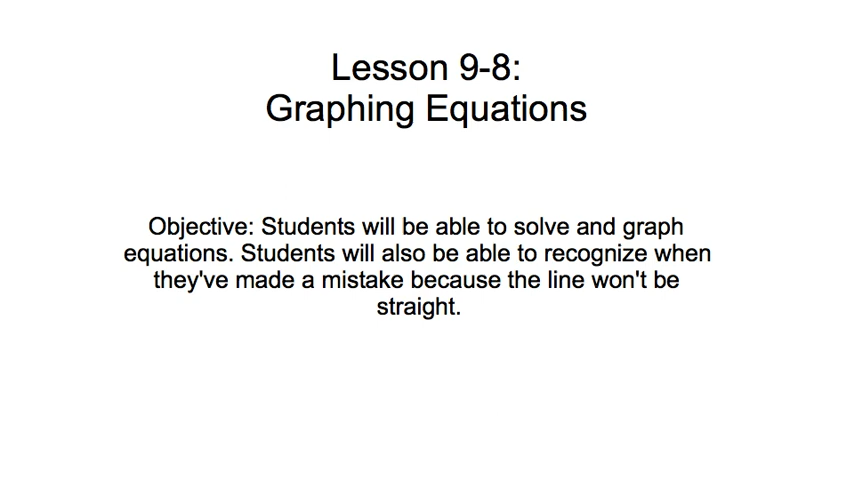 Lesson 9-8:
Graphing Equations
Objective: Students will be able to solve and graph
equations. Students will also be able to recognize when
they've made a mistake because the line won't be
straight.